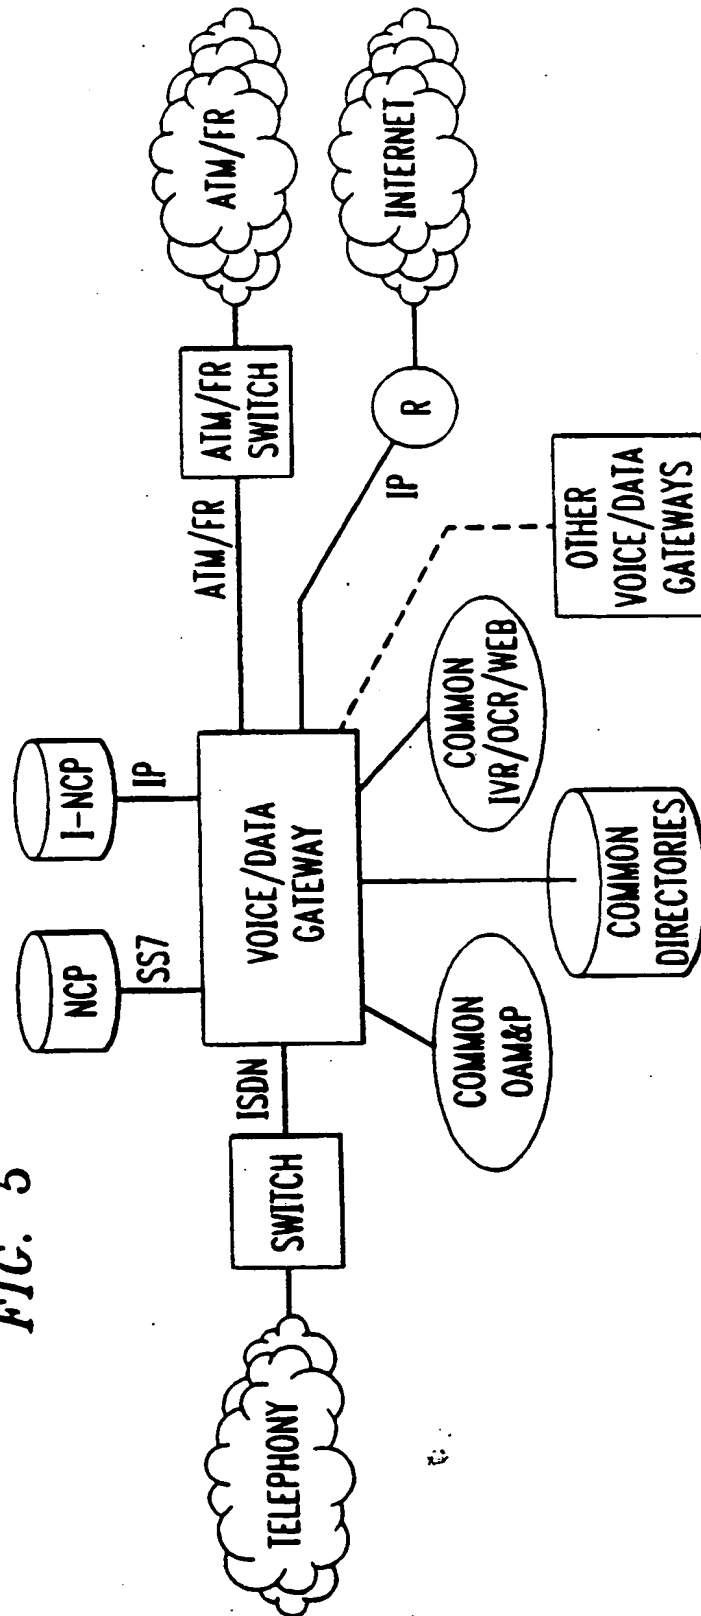 FIG. 5
NCP
I-NCP
SS7
IP
ATM/FR
ATM/FR
SWITCH
ATM/FR
TELEPHONY
SWITCH
ISDN
VOICE/DATA
GATEWAY
IP
R
INTERNET
COMMON
OAM&P
COMMON
DIRECTORIES
COMMON
IVR/OCR/WEB
OTHER
VOICE/DATA
GATEWAYS